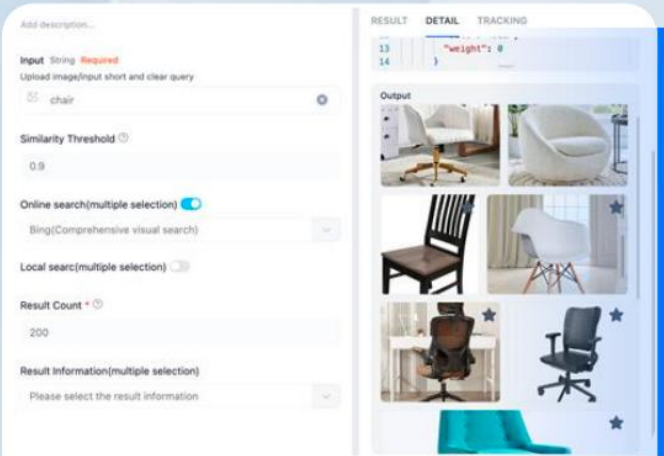 Add description...
Input String Required
Upload image/input short and clear query
chair
Similarity Threshold
0.9
Online search(multiple selection)
Bing(Comprehensive visual search)
Local searc(multiple selection)
Result Count *
200
Result Information(multiple selection)
Please select the result information
RESULT DETAIL TRACKING
13 "weight": 0
14 }
Output